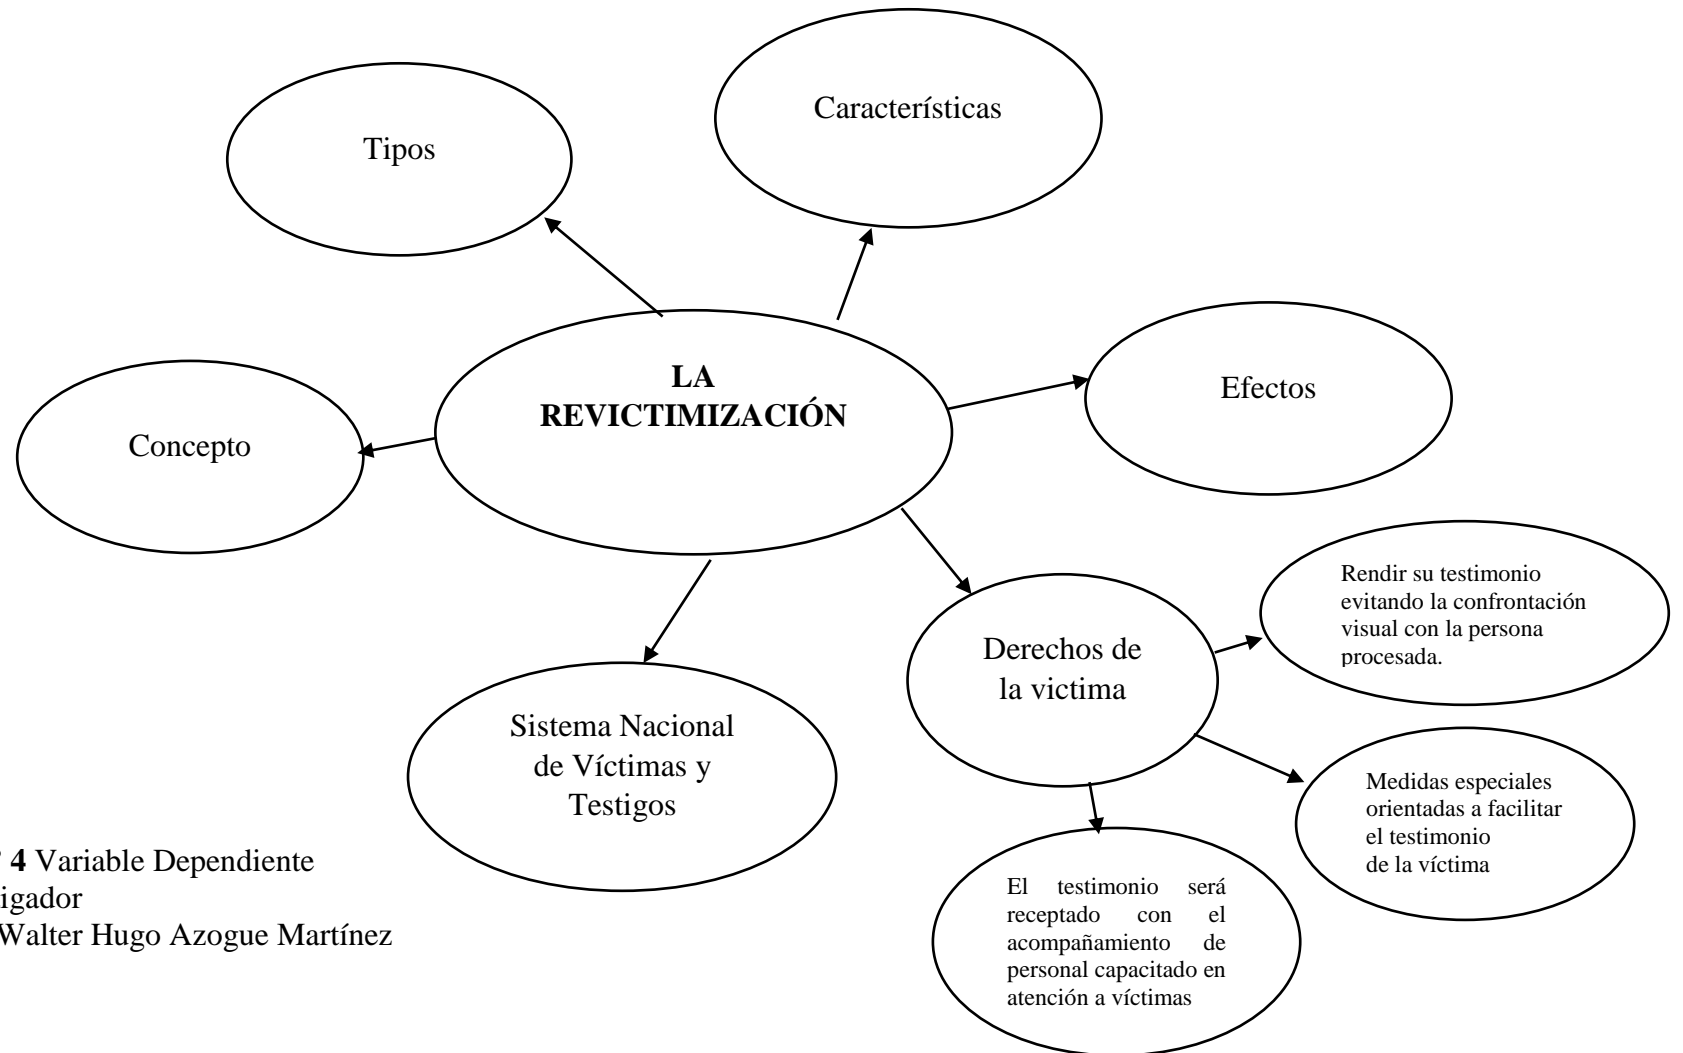 Características
Tipos
LA
REVICTIMIZACIÓN
Efectos
Concepto
Rendir su testimonio
evitando la confrontación
visual con la persona
procesada.
Derechos de
la victima
Sistema Nacional
de Víctimas y
Testigos
Medidas especiales
orientadas a facilitar
el testimonio
de la víctima
El testimonio será
receptado con el
acompañamiento de
personal capacitado en
atención a víctimas
4 Variable Dependiente
igador
Walter Hugo Azogue Martínez